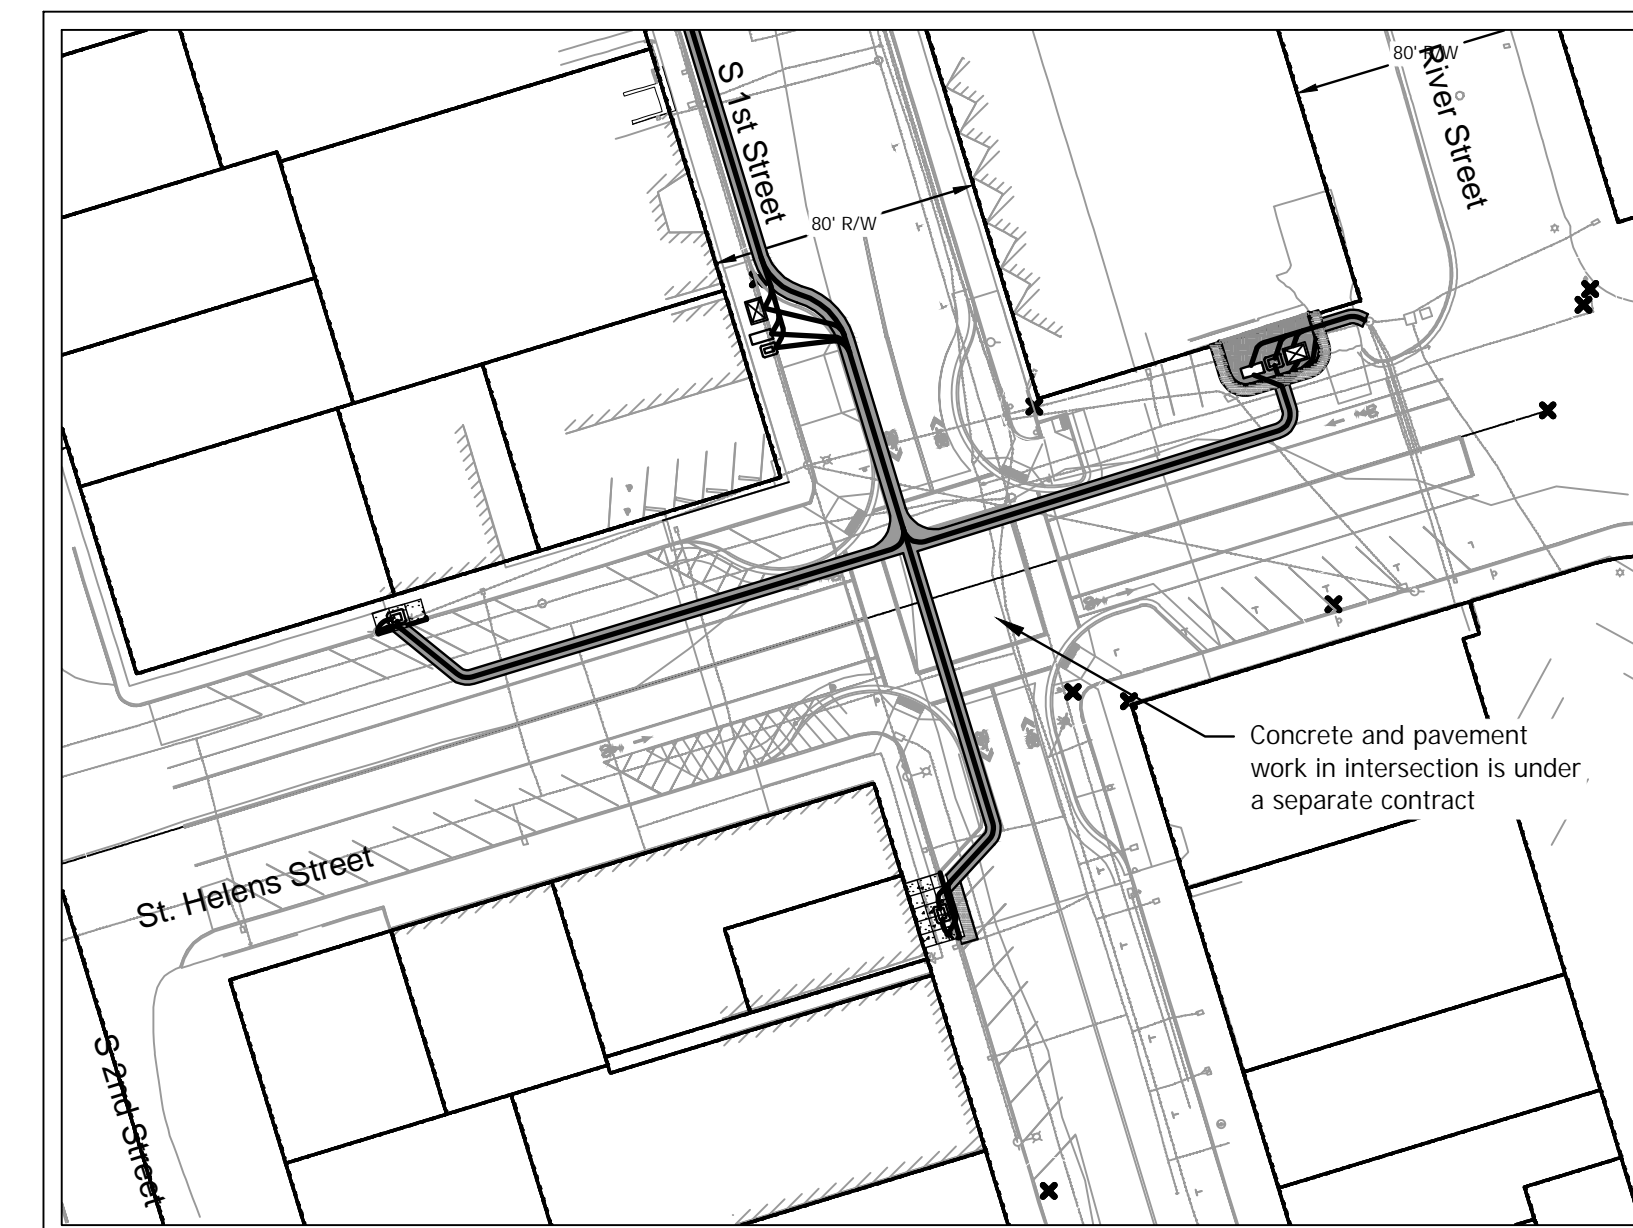 80' R/W
River Street
S 1st Street
80' R/W
Concrete and pavement
work in intersection is under
a separate contract
St. Helens Street
S 2nd Street